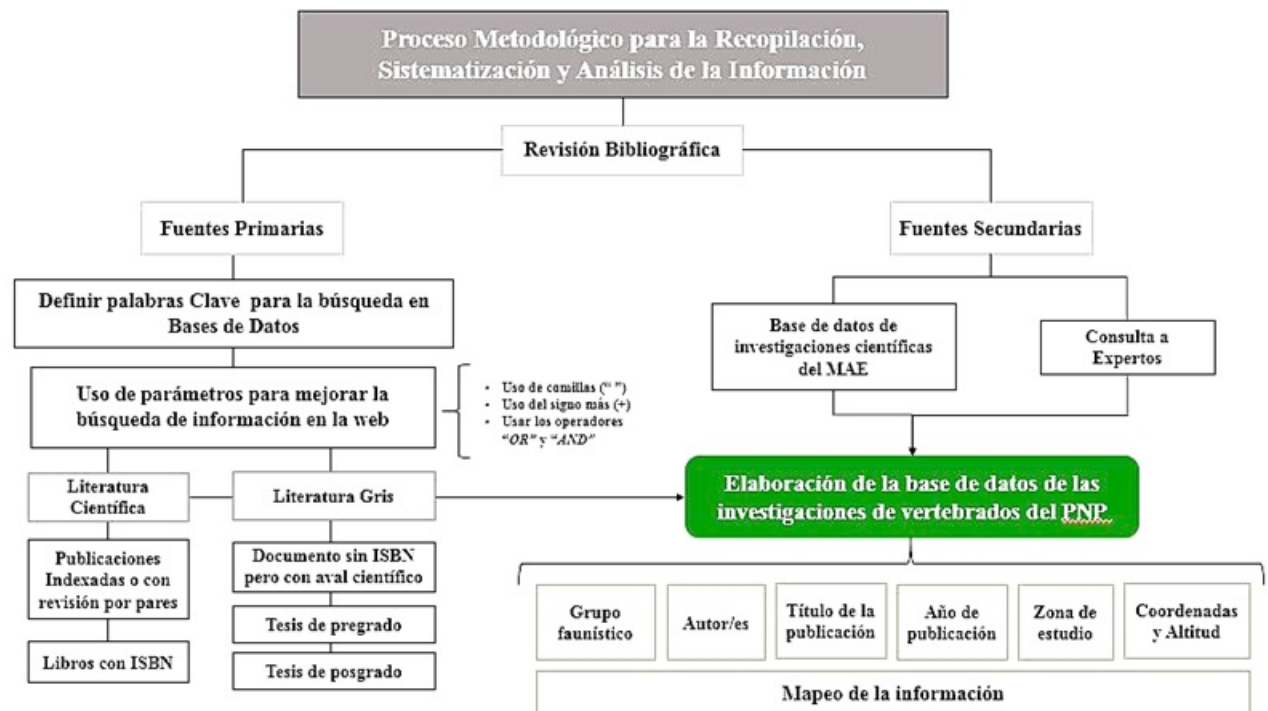 Proceso Metodológico para la Recopilación,
Sistematización y Análisis de la Información
Revisión Bibliográfica
Fuentes Primarias
Fuentes Secundarias
Definir palabras Clave para la búsqueda en
Bases de Datos
Uso de parámetros para mejorar la
búsqueda de información en la web
• Uso de comillas (“ ”)
• Uso del signo más (+)
• Usar los operadores
“OR” y “AND”
Base de datos de
investigaciones científicas
del MAE
Consulta a
Expertos
Literatura
Científica
Literatura Gris
Elaboración de la base de datos de las
investigaciones de vertebrados del PNP
Publicaciones
Indexadas o con
revisión por pares
Libros con ISBN
Documento sin ISBN
pero con aval científico
Tesis de pregrado
Tesis de posgrado
Grupo
faunístico
Autor/es
Título de la
publicación
Año de
publicación
Zona de
estudio
Coordenadas
y Altitud
Mapeo de la información